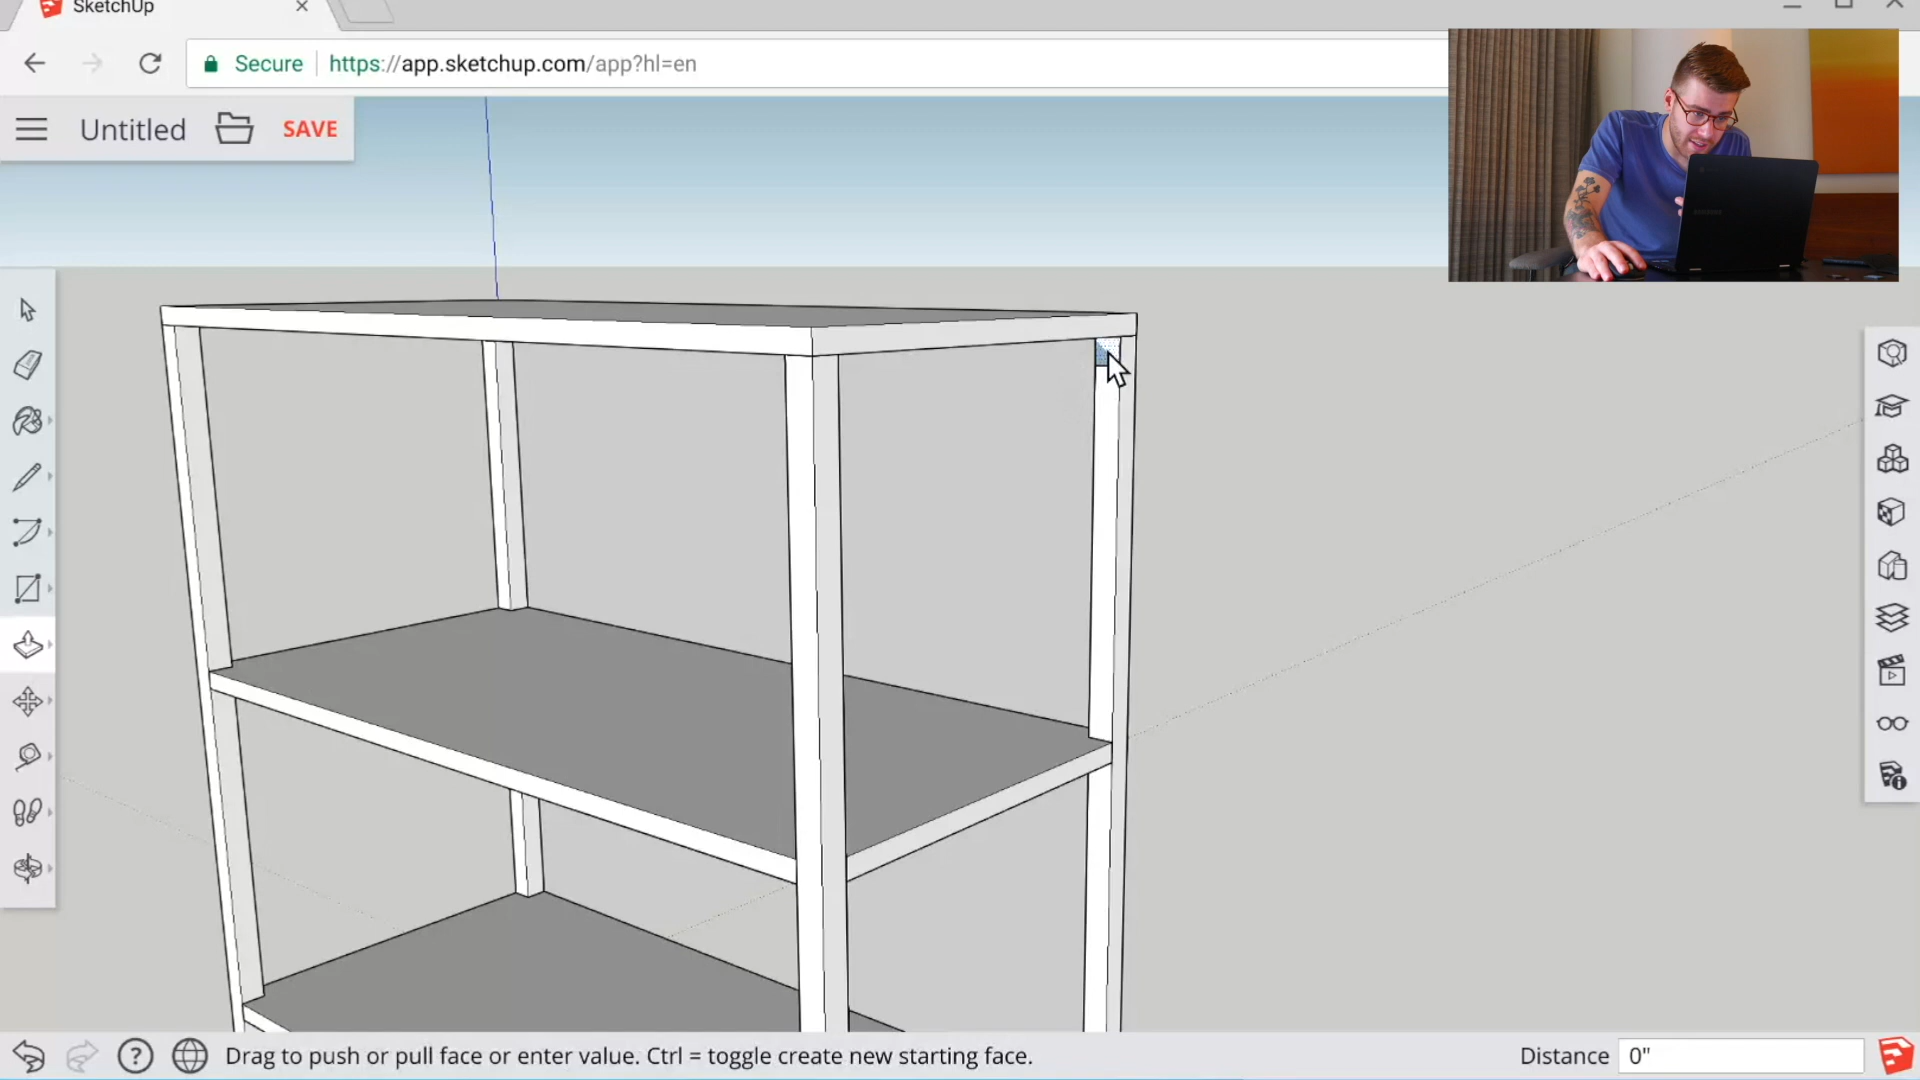 SketchUp
Secure https://app.sketchup.com/app?hl=en
Untitled SAVE
Drag to push or pull face or enter value. Ctrl = toggle create new starting face.
Distance 0"